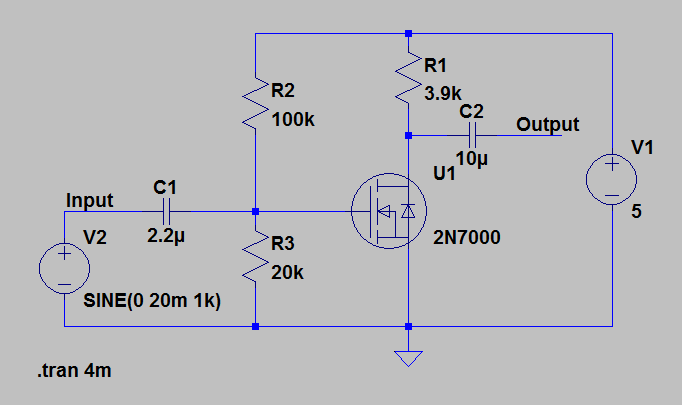 R1
3.9k
R2
100k
C2
10µ
Output
V1
5
U1
2N7000
C1
2.2µ
Input
V2
SINE(0 20m 1k)
R3
20k
.tran 4m